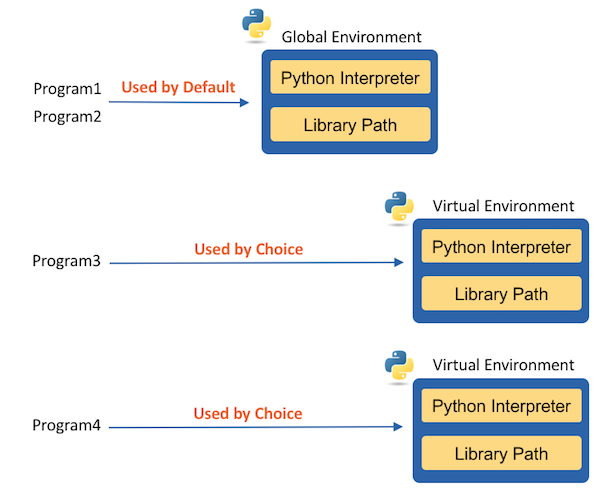 Global Environment
Program1
Used by Default
Python Interpreter
Program2
Library Path
Virtual Environment
Program3
Used by Choice
Python Interpreter
Library Path
Virtual Environment
Program4
Used by Choice
Python Interpreter
Library Path